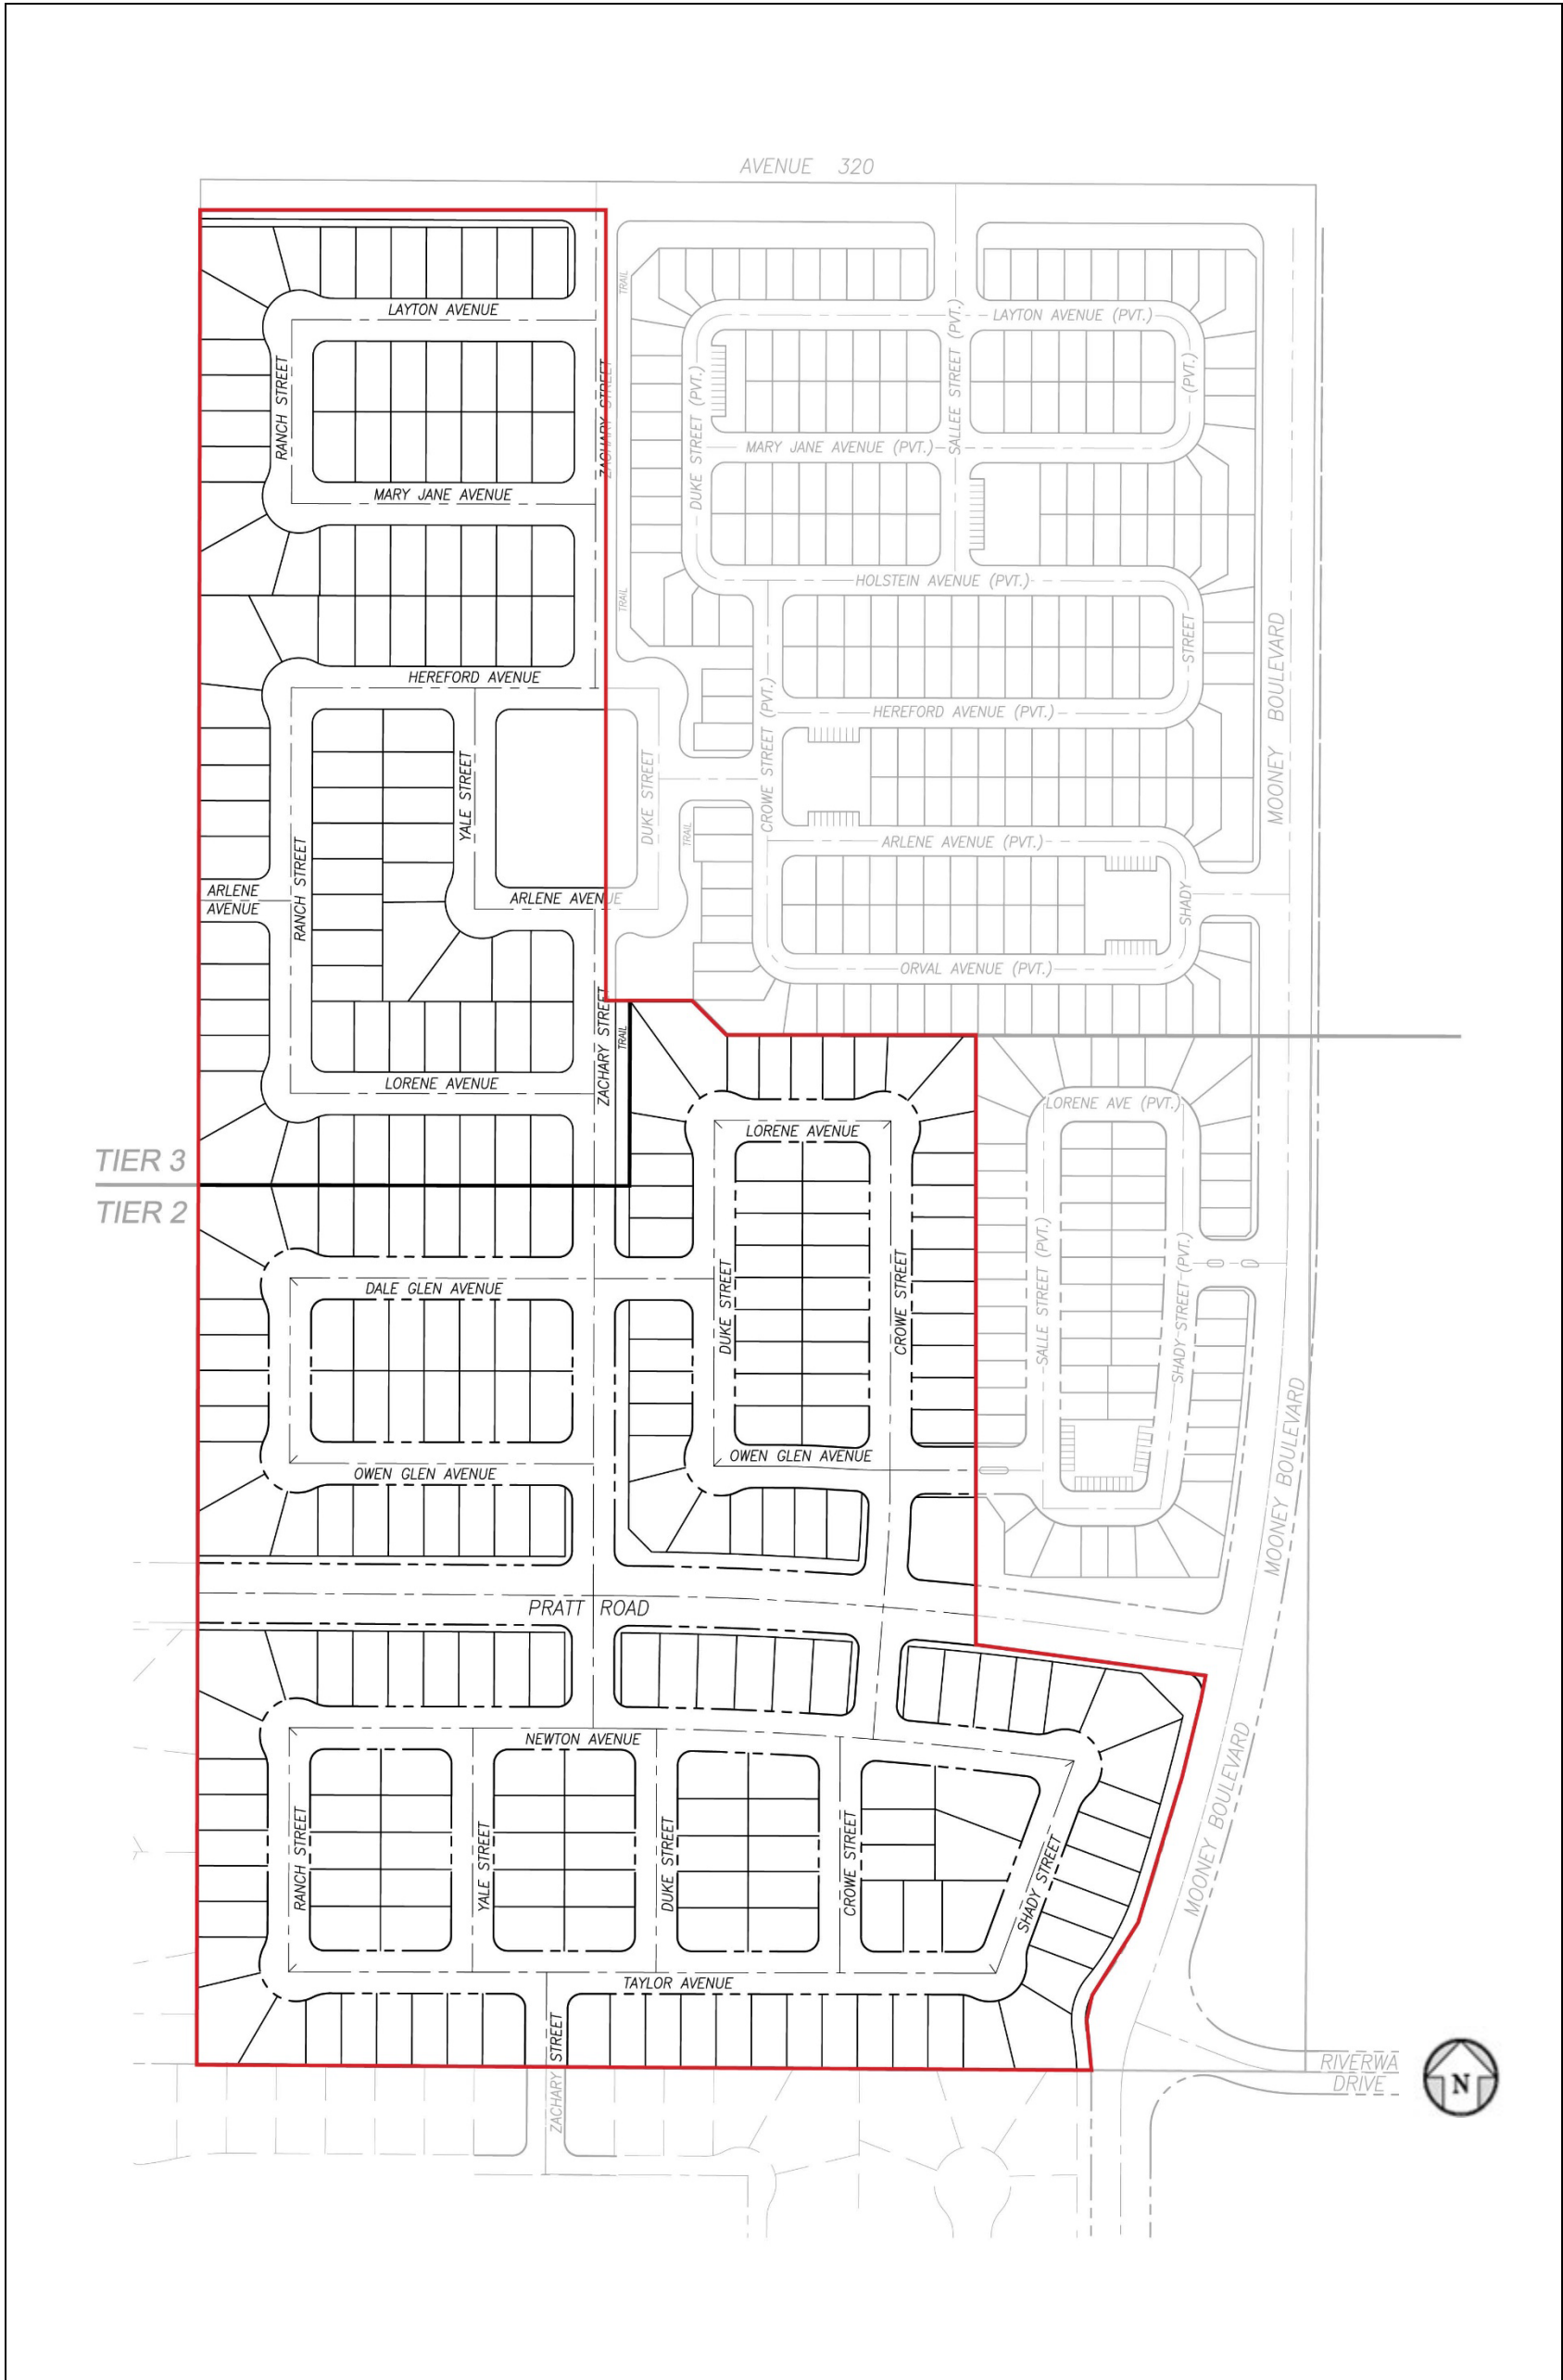 AVENUE 320
TRAIL
LAYTON AVENUE
LAYTON AVENUE (PVT.)
RANCH STREET
ZACHARY STREET
DUKE STREET (PVT.)
SALLEE STREET (PVT.)
(PVT.)
MARY JANE AVENUE (PVT.)
MARY JANE AVENUE
HOLSTEIN AVENUE (PVT.)
TRAIL
STREET
MOONEY BOULEVARD
HEREFORD AVENUE
CROWE STREET (PVT.)
HEREFORD AVENUE (PVT.)
YALE STREET
DUKE STREET
TRAIL
ARLENE AVENUE (PVT.)
RANCH STREET
ARLENE
AVENUE
ARLENE AVENUE
SHADY
ORVAL AVENUE (PVT.)
ZACHARY STREET
TRAIL
LORENE AVENUE
LORENE AVE (PVT.)
LORENE AVENUE
TIER 3
TIER 2
DUKE STREET
CROWE STREET
SALLE STREET (PVT.)
SHADY STREET (PVT.)
DALE GLEN AVENUE
MOONEY BOULEVARD
OWEN GLEN AVENUE
OWEN GLEN AVENUE
PRATT ROAD
NEWTON AVENUE
MOONEY BOULEVARD
RANCH STREET
YALE STREET
DUKE STREET
CROWE STREET
SHADY STREET
TAYLOR AVENUE
ZACHARY STREET
ZACHARY
RIVERWA
DRIVE
N